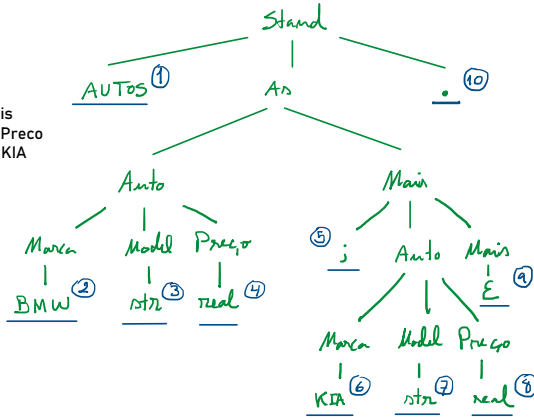 Stand
AUTOS 1 As . 10
is
Preco
KIA
Auto Mais
Marca Model Preço 5 ; Auto Mais
BMW 2 str 3 real 4 ε 9
Marca Model Preço
KIA 6 str 7 real 8